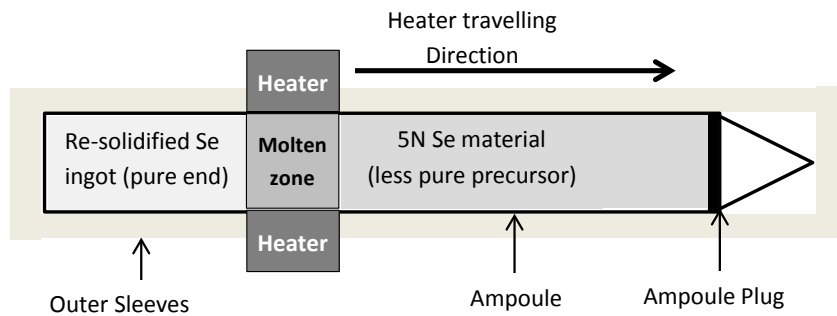 Heater travelling
Direction
Heater
Re-solidified Se
ingot (pure end)
Molten
zone
5N Se material
(less pure precursor)
Heater
Outer Sleeves
Ampoule
Ampoule Plug